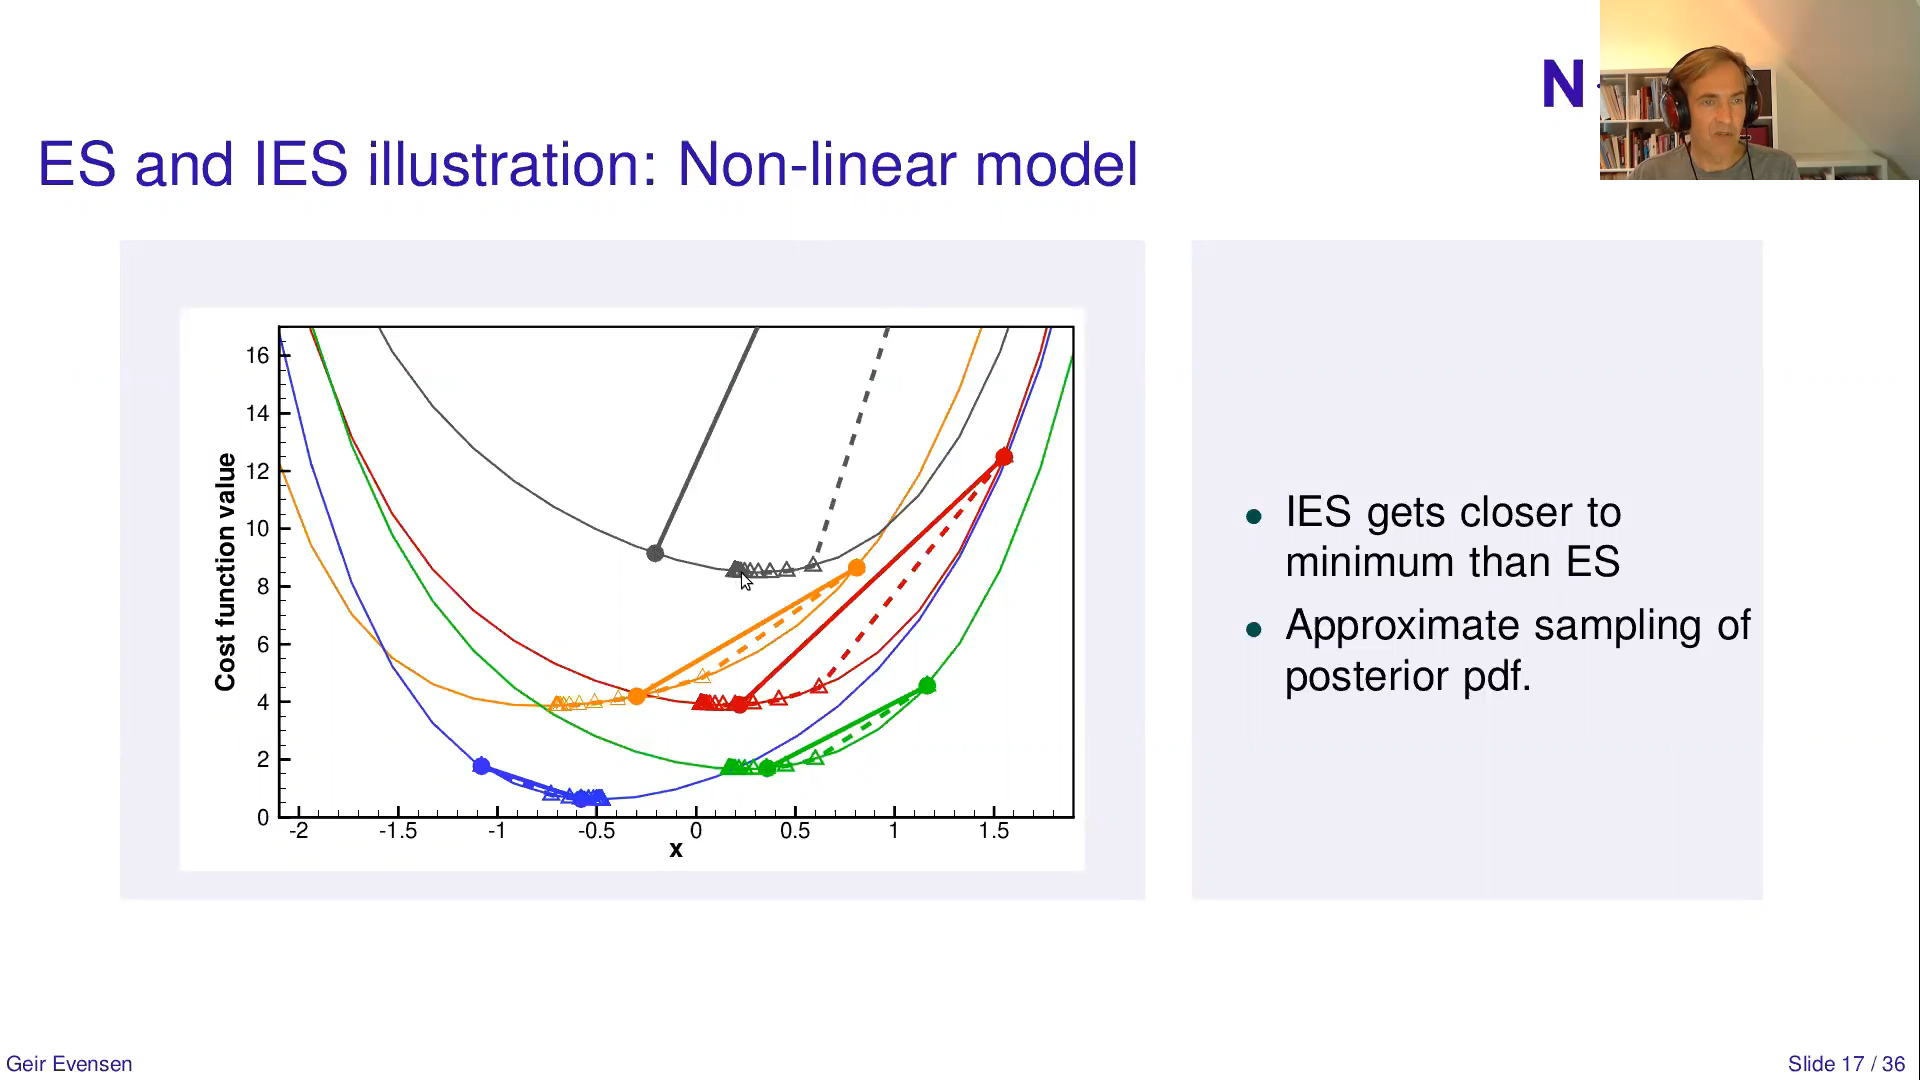 N
ES and IES illustration: Non-linear model
16
14
12
10
8
6
4
2
0
Cost function value
-2 -1.5 -1 -0.5 0 0.5 1 1.5
x
• IES gets closer to
minimum than ES
• Approximate sampling of
posterior pdf.
Geir Evensen
Slide 17 / 36